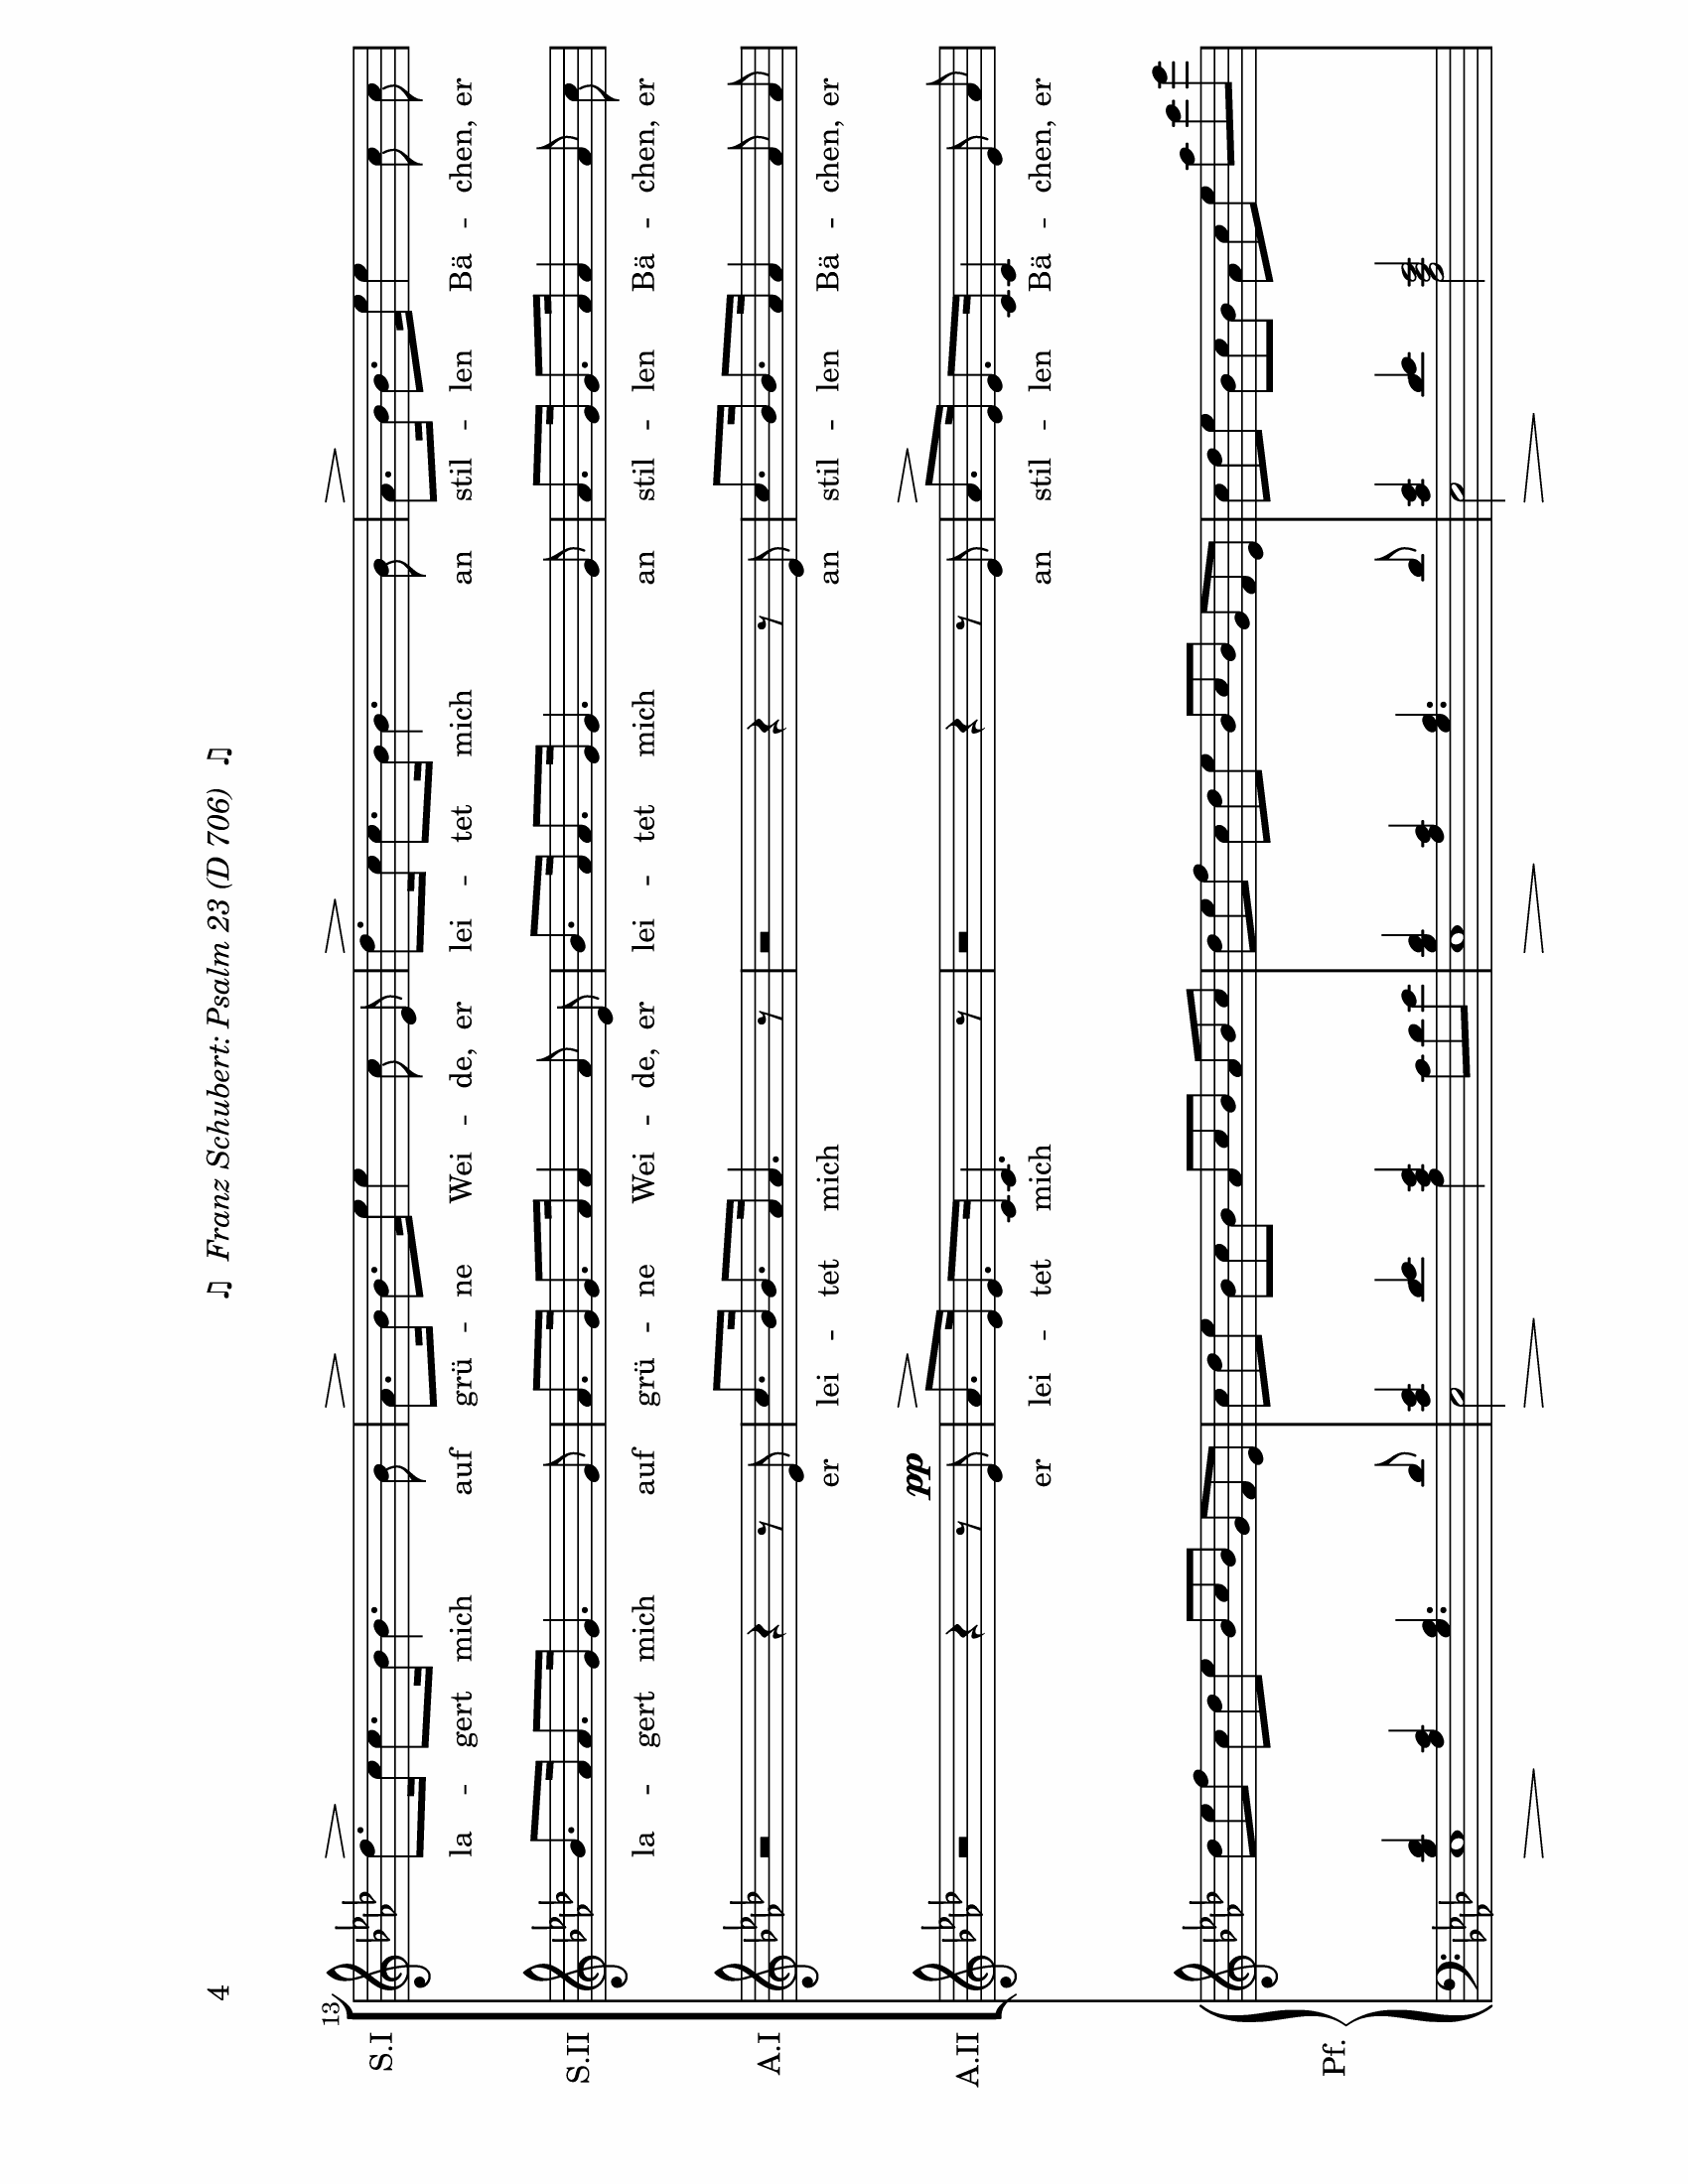 4
♫ Franz Schubert: Psalm 23 (D 706) ♫
13
S.I
la - gert mich auf grü - ne Wei - de, er lei - tet mich an stil - len Bä - chen, er
S.II
la - gert mich auf grü - ne Wei - de, er lei - tet mich an stil - len Bä - chen, er
A.I
er lei - tet mich an stil - len Bä - chen, er
pp
A.II
er lei - tet mich an stil - len Bä - chen, er
Pf.